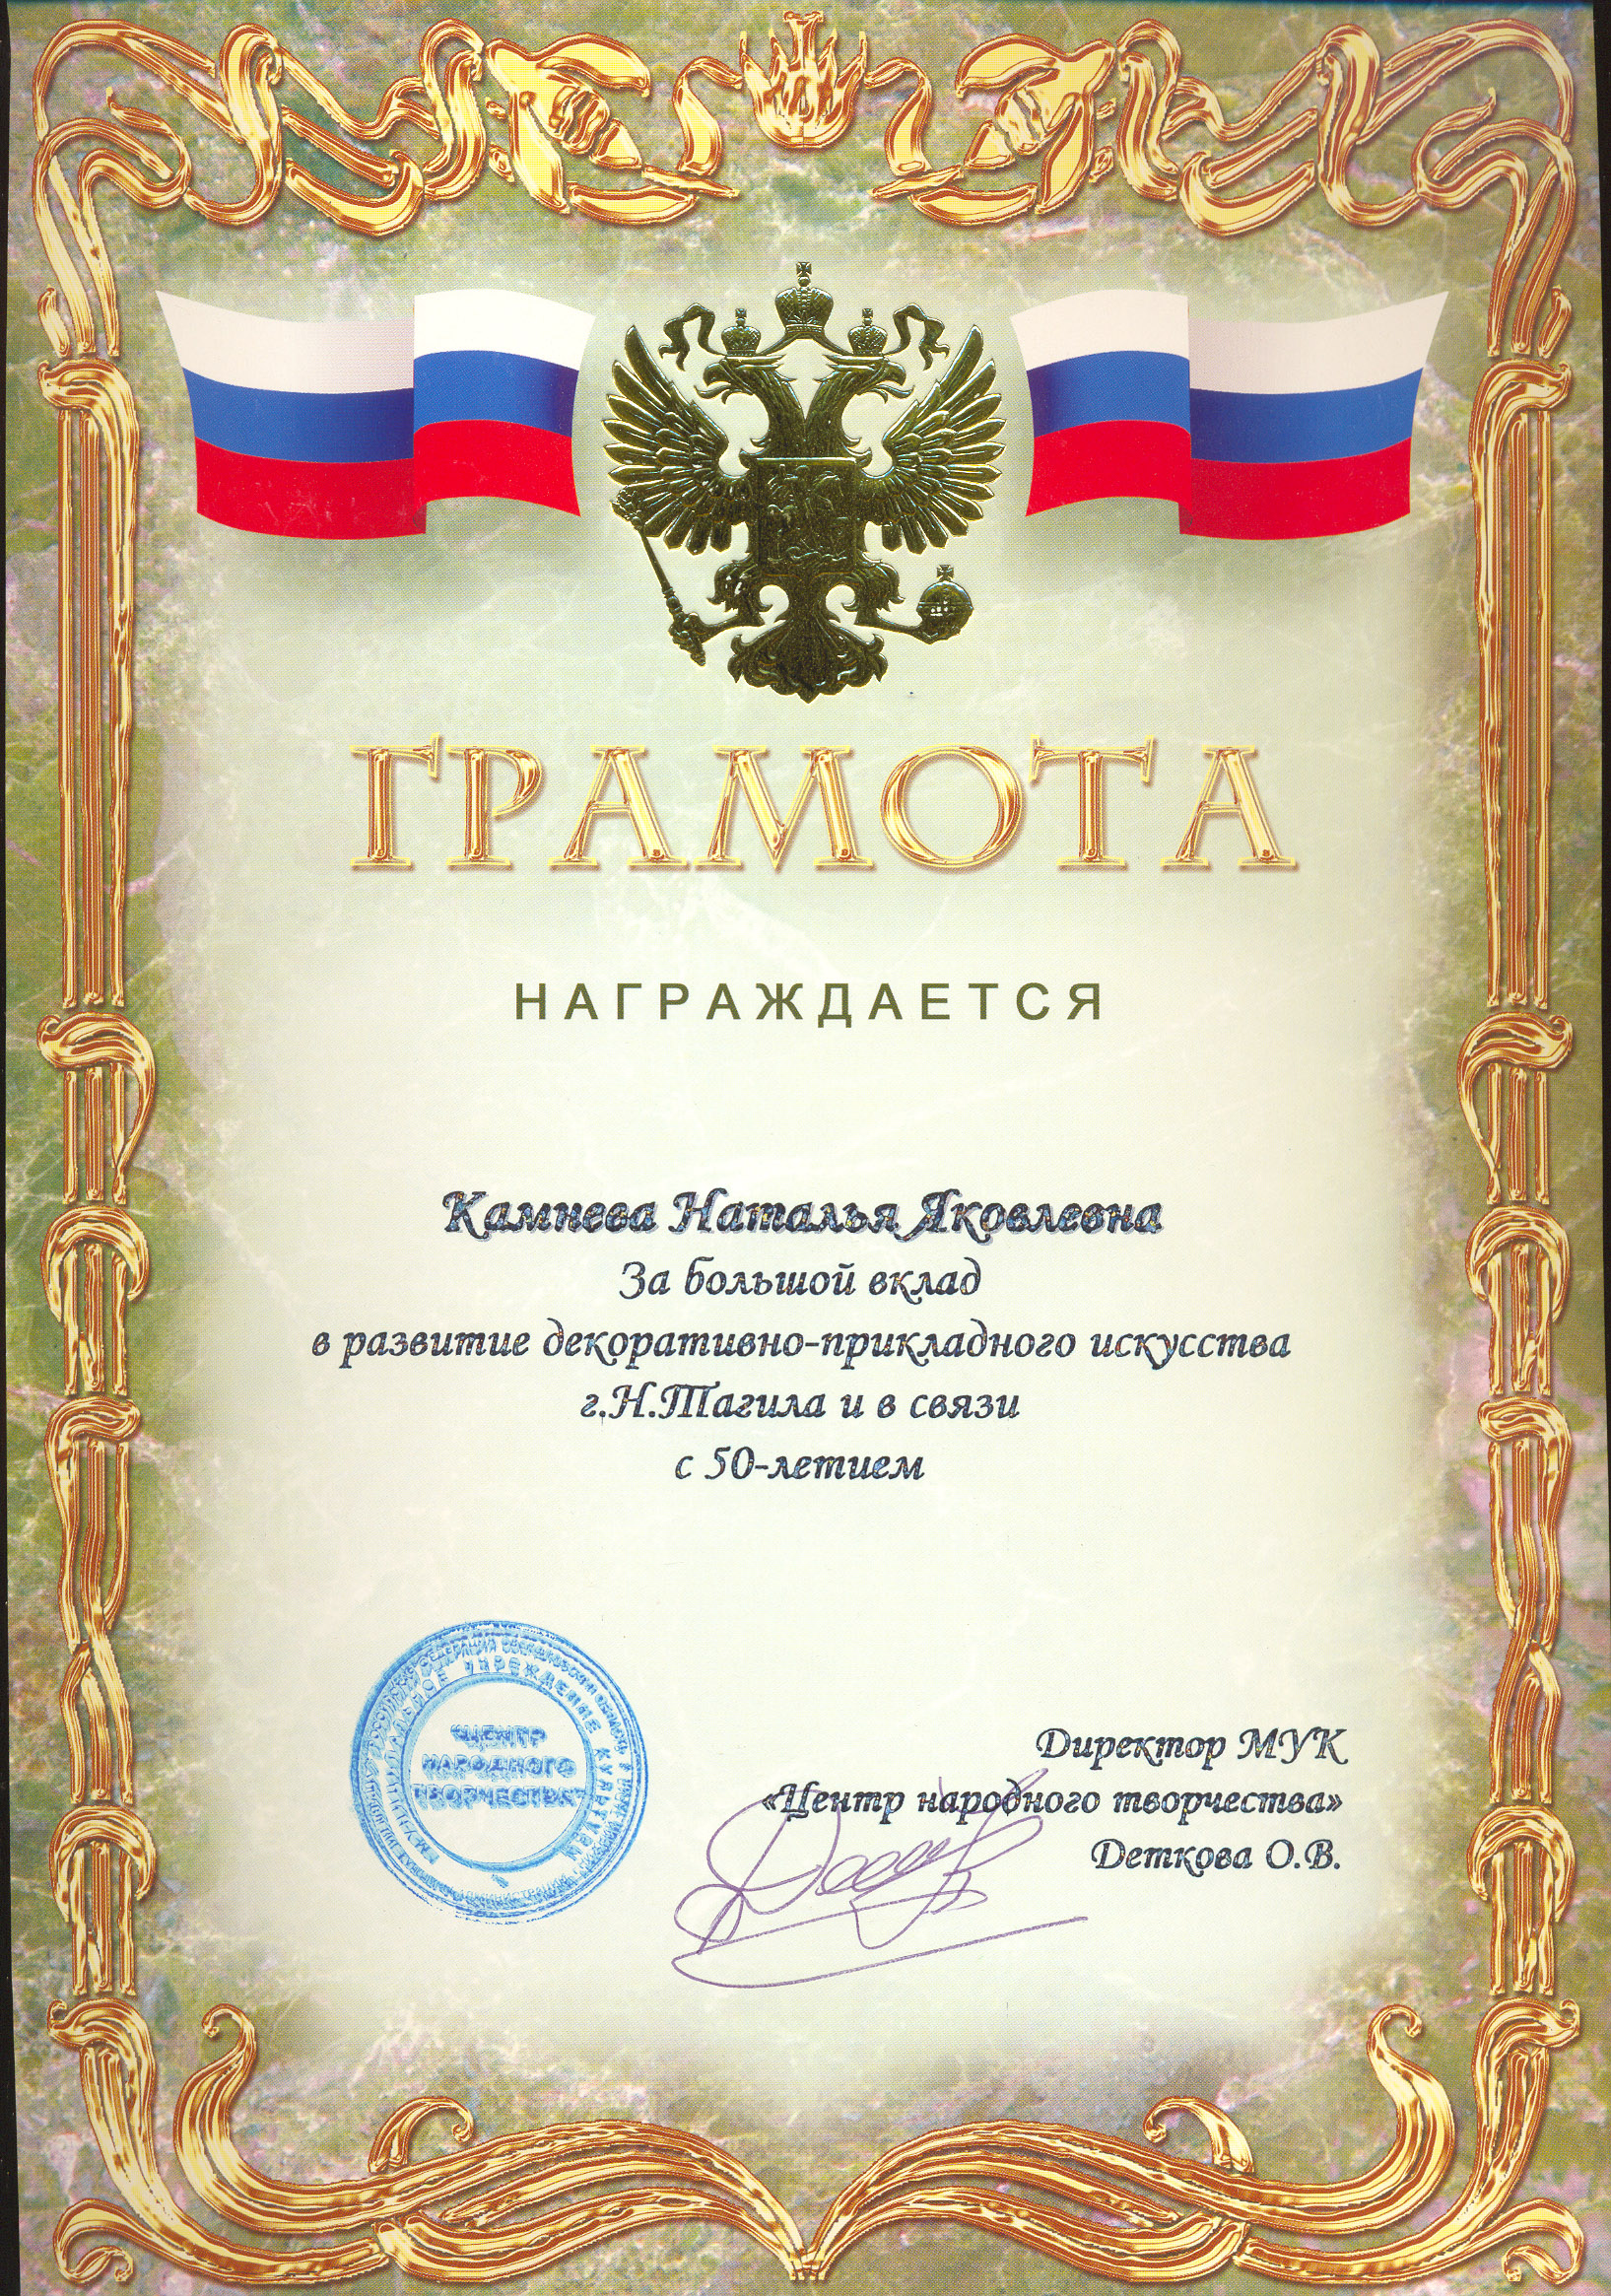 ГРАМОТА
НАГРАЖДАЕТСЯ
Камнева Наталья Яковлевна
За большой вклад
в развитие декоративно-прикладного искусства
г.Н.Тагила и в связи
с 50-летием
Директор МУК
«Центр народного творчества»
Деткова О.В.
МУНИЦИПАЛЬНОЕ УЧРЕЖДЕНИЕ КУЛЬТУРЫ
"ЦЕНТР
НАРОДНОГО
ТВОРЧЕСТВА"